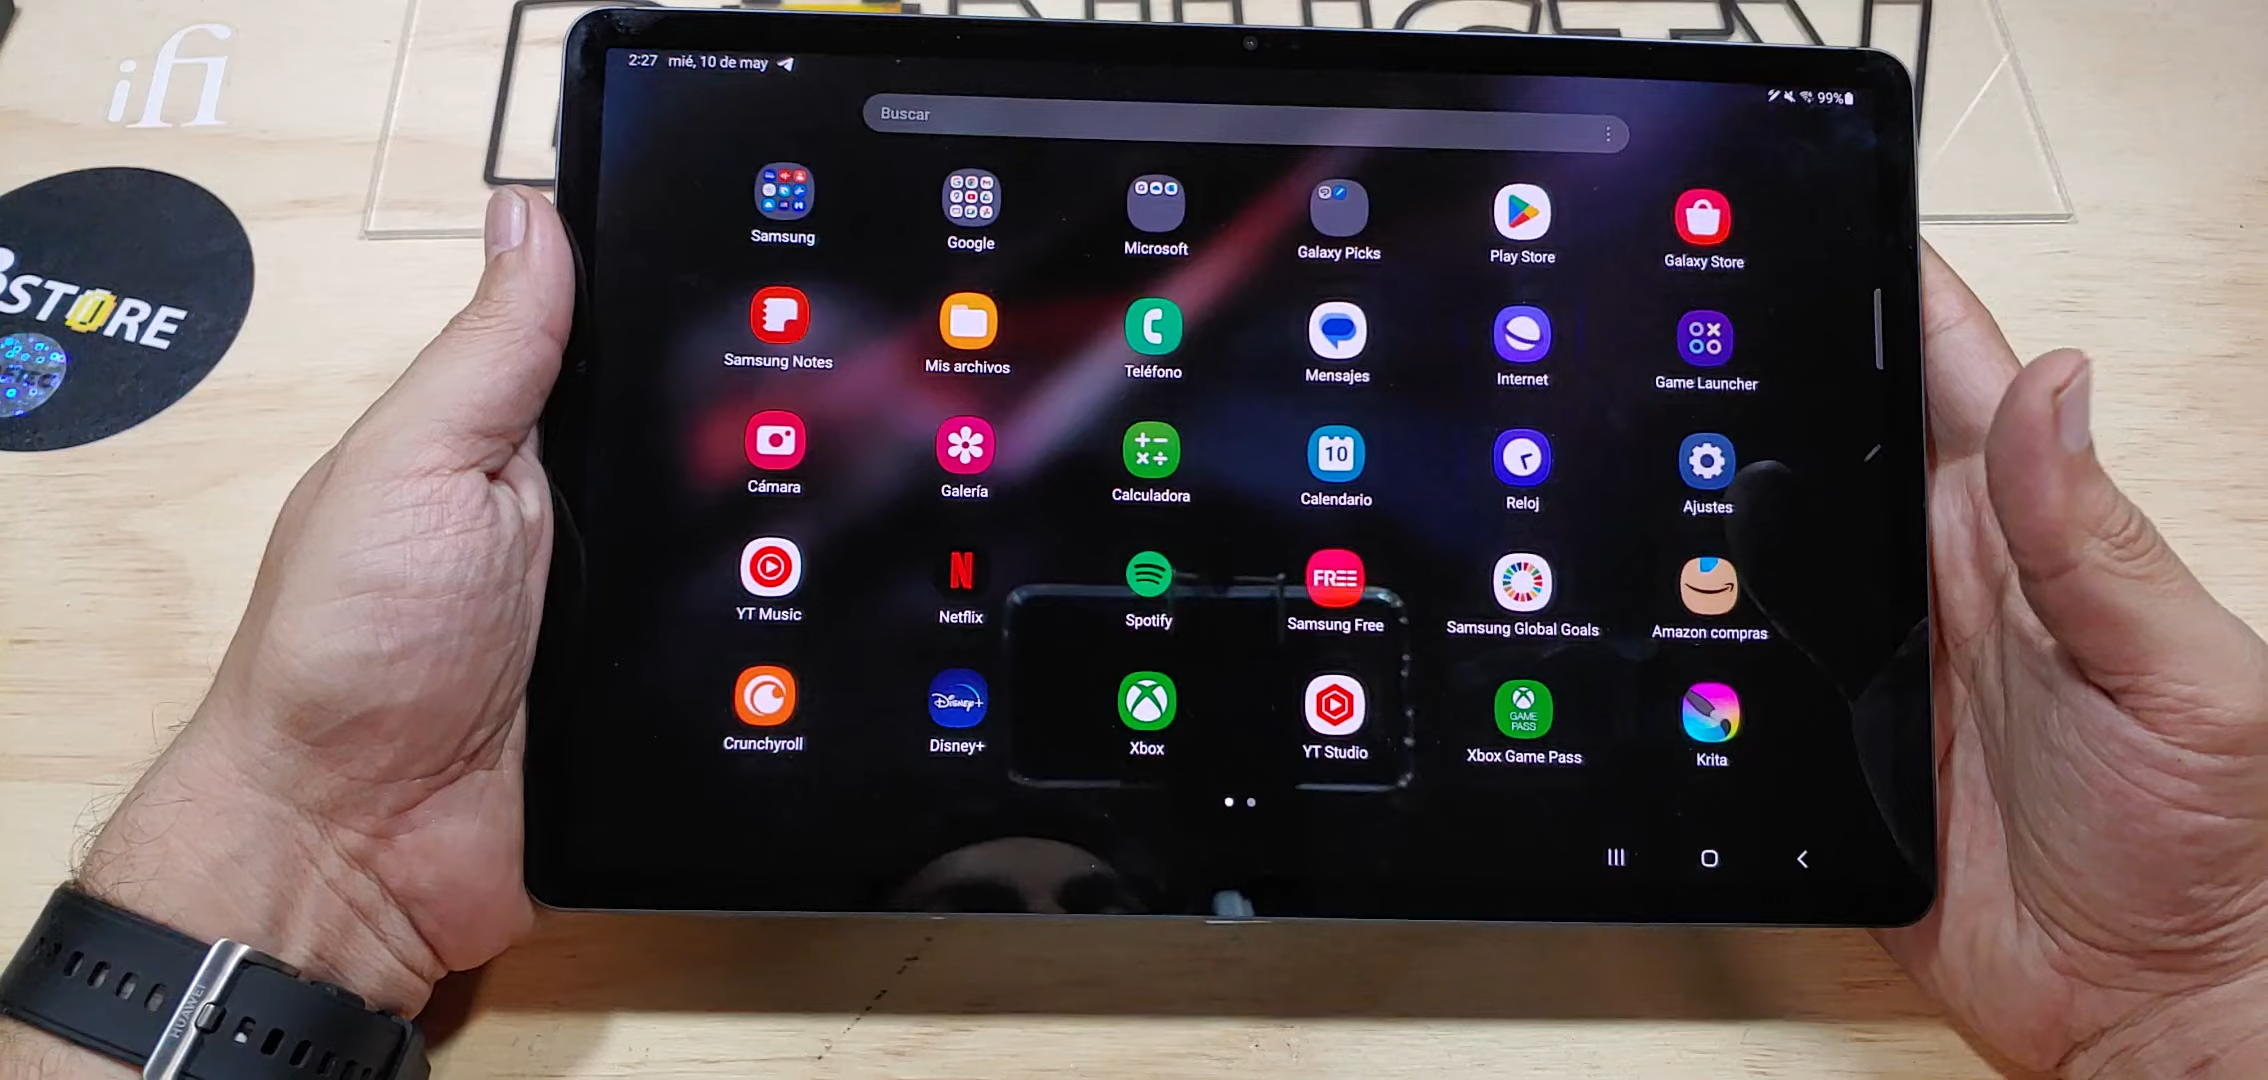 ifi
STORE
2:27 mié, 10 de may
99%
Buscar
Samsung
Google
Microsoft
Galaxy Picks
Play Store
Galaxy Store
Samsung Notes
Mis archivos
Teléfono
Mensajes
Internet
Game Launcher
Cámara
Galería
Calculadora
10
Calendario
Reloj
Ajustes
YT Music
N
Netflix
Spotify
FREE
Samsung Free
Samsung Global Goals
Amazon compras
Crunchyroll
Disney+
Disney+
Xbox
YT Studio
GAME
PASS
Xbox Game Pass
Krita
HUAWEI